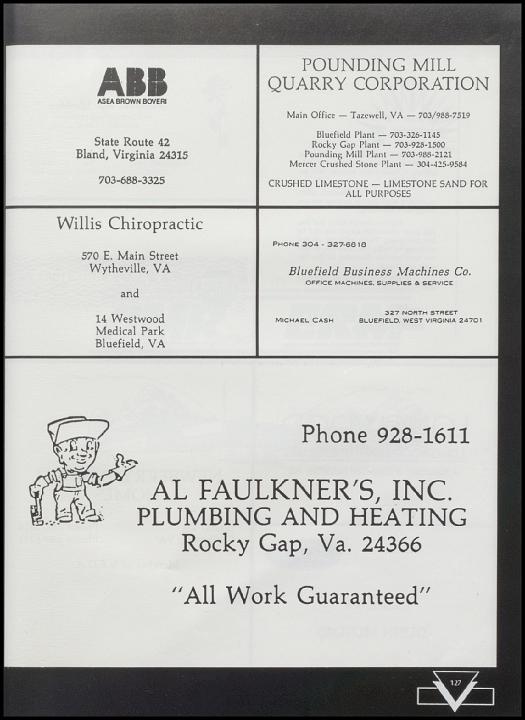 ABB
ASEA BROWN BOVERI
State Route 42
Bland, Virginia 24315
703-688-3325
POUNDING MILL
QUARRY CORPORATION
Main Office — Tazewell, VA — 703/988-7519
Bluefield Plant — 703-326-1145
Rocky Gap Plant — 703-928-1500
Pounding Mill Plant — 703-988-2121
Mercer Crushed Stone Plant — 304-425-9584
CRUSHED LIMESTONE — LIMESTONE SAND FOR
ALL PURPOSES
Willis Chiropractic
570 E. Main Street
Wytheville, VA
and
14 Westwood
Medical Park
Bluefield, VA
PHONE 304 - 327-6818
Bluefield Business Machines Co.
OFFICE MACHINES, SUPPLIES & SERVICE
MICHAEL CASH
327 NORTH STREET
BLUEFIELD, WEST VIRGINIA 24701
Phone 928-1611
AL FAULKNER'S, INC.
PLUMBING AND HEATING
Rocky Gap, Va. 24366
"All Work Guaranteed"
127